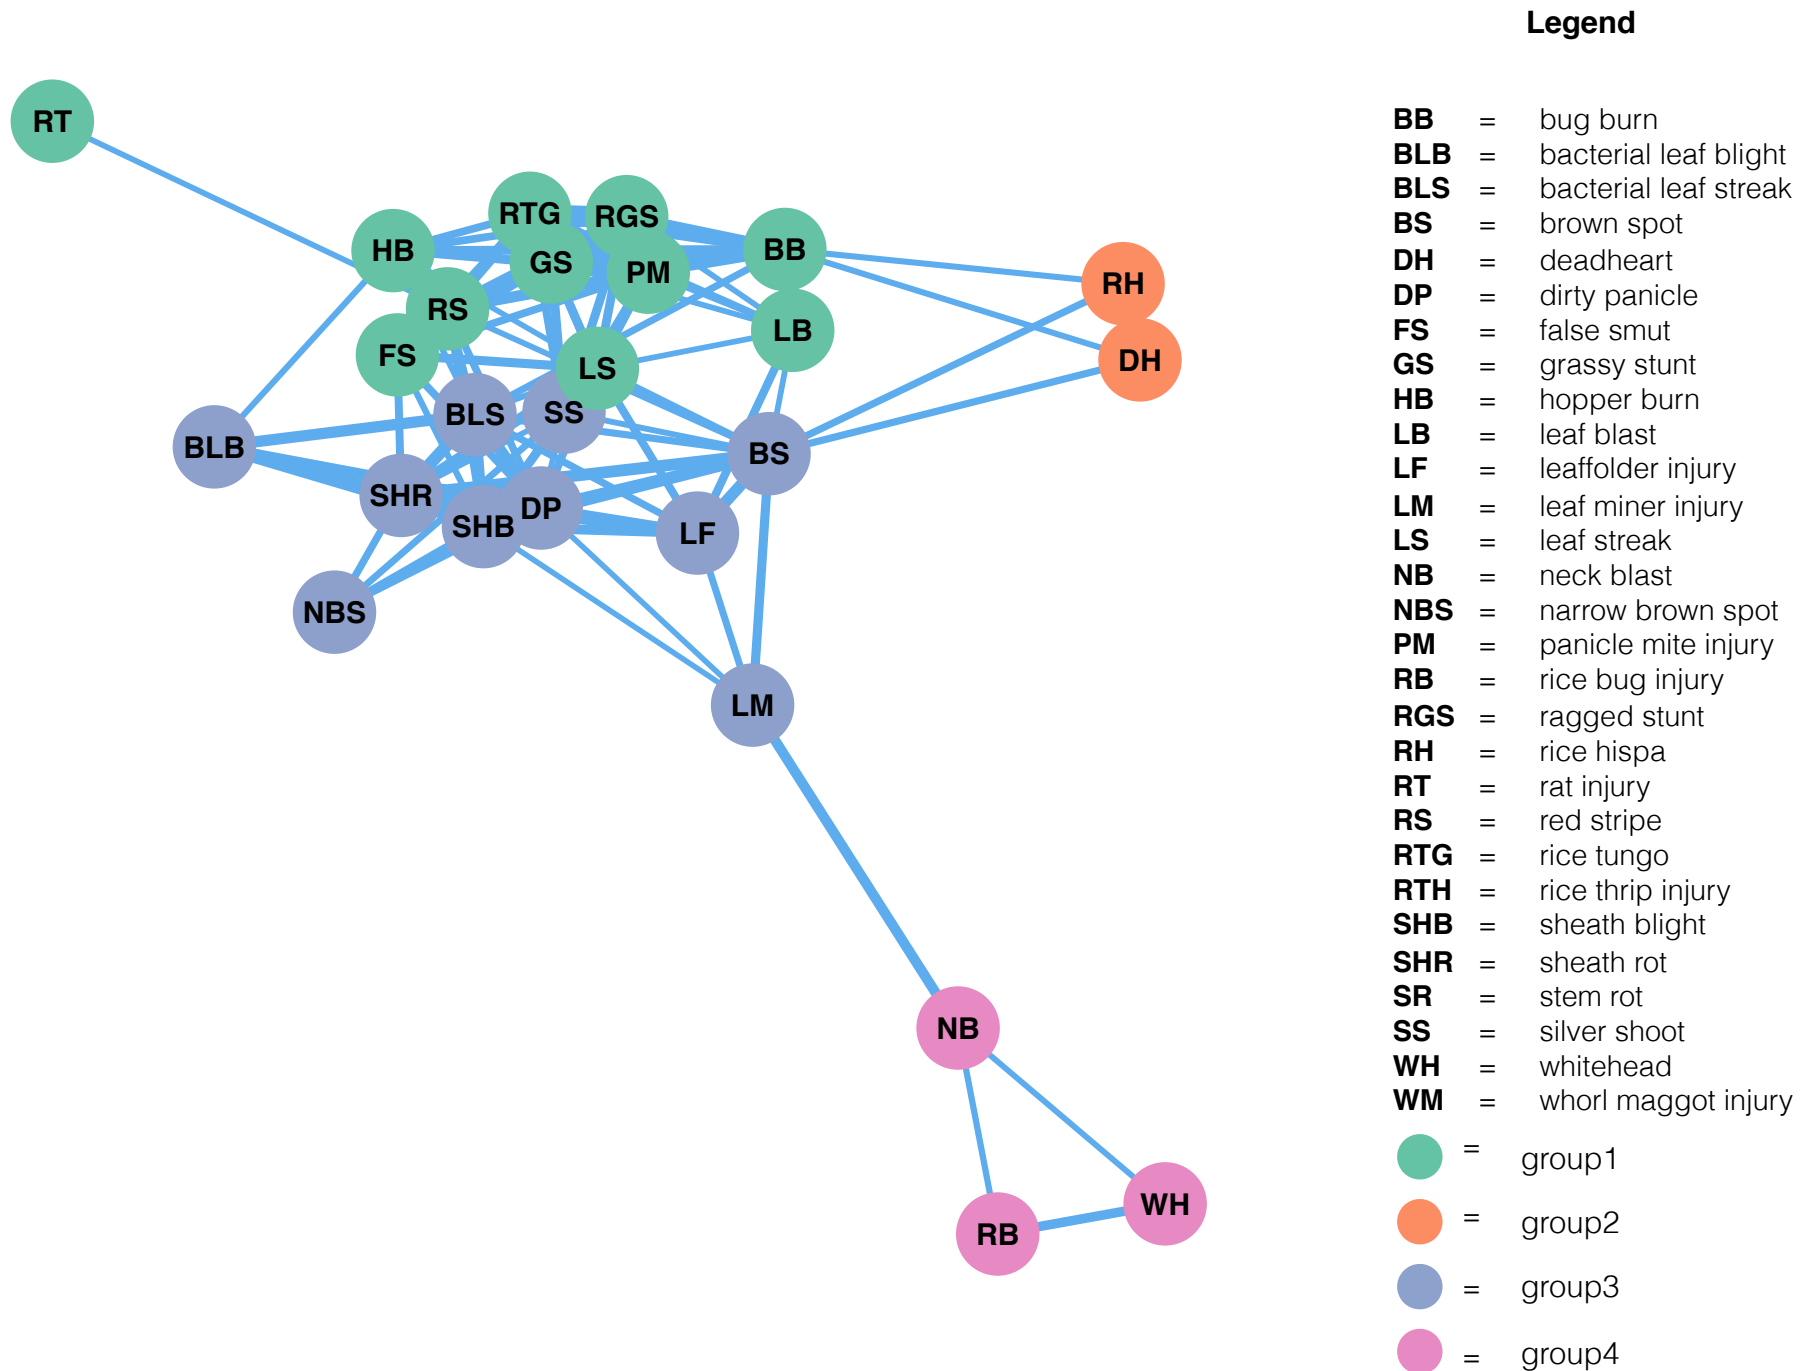 Legend
RT
RTG
RGS
HB
GS
PM
BB
RS
LB
FS
LS
RH
DH
BLS
SS
BLB
BS
SHR
SHB
DP
LF
NBS
LM
NB
RB
WH
BB = bug burn
BLB = bacterial leaf blight
BLS = bacterial leaf streak
BS = brown spot
DH = deadheart
DP = dirty panicle
FS = false smut
GS = grassy stunt
HB = hopper burn
LB = leaf blast
LF = leaffolder injury
LM = leaf miner injury
LS = leaf streak
NB = neck blast
NBS = narrow brown spot
PM = panicle mite injury
RB = rice bug injury
RGS = ragged stunt
RH = rice hispa
RT = rat injury
RS = red stripe
RTG = rice tungo
RTH = rice thrip injury
SHB = sheath blight
SHR = sheath rot
SR = stem rot
SS = silver shoot
WH = whitehead
WM = whorl maggot injury
= group1
= group2
= group3
= group4